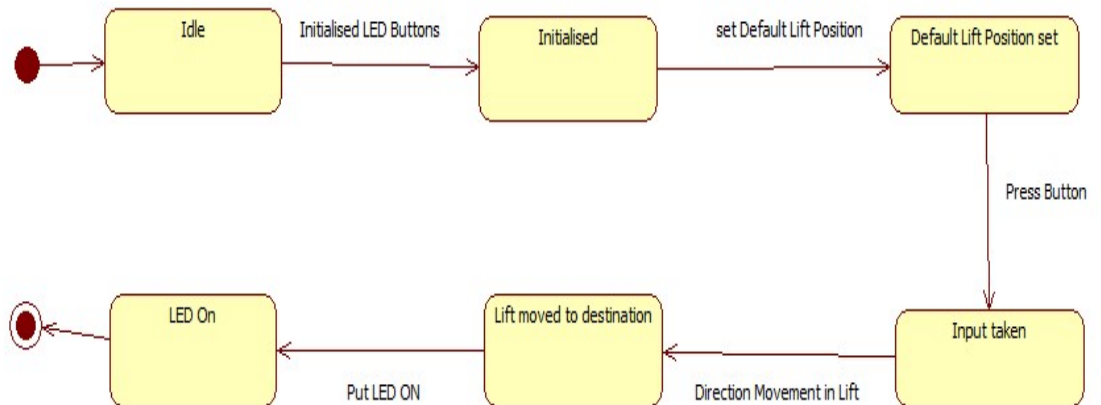 Idle
Initialised LED Buttons
Initialised
set Default Lift Position
Default Lift Position set
Press Button
Input taken
Direction Movement in Lift
Lift moved to destination
Put LED ON
LED On